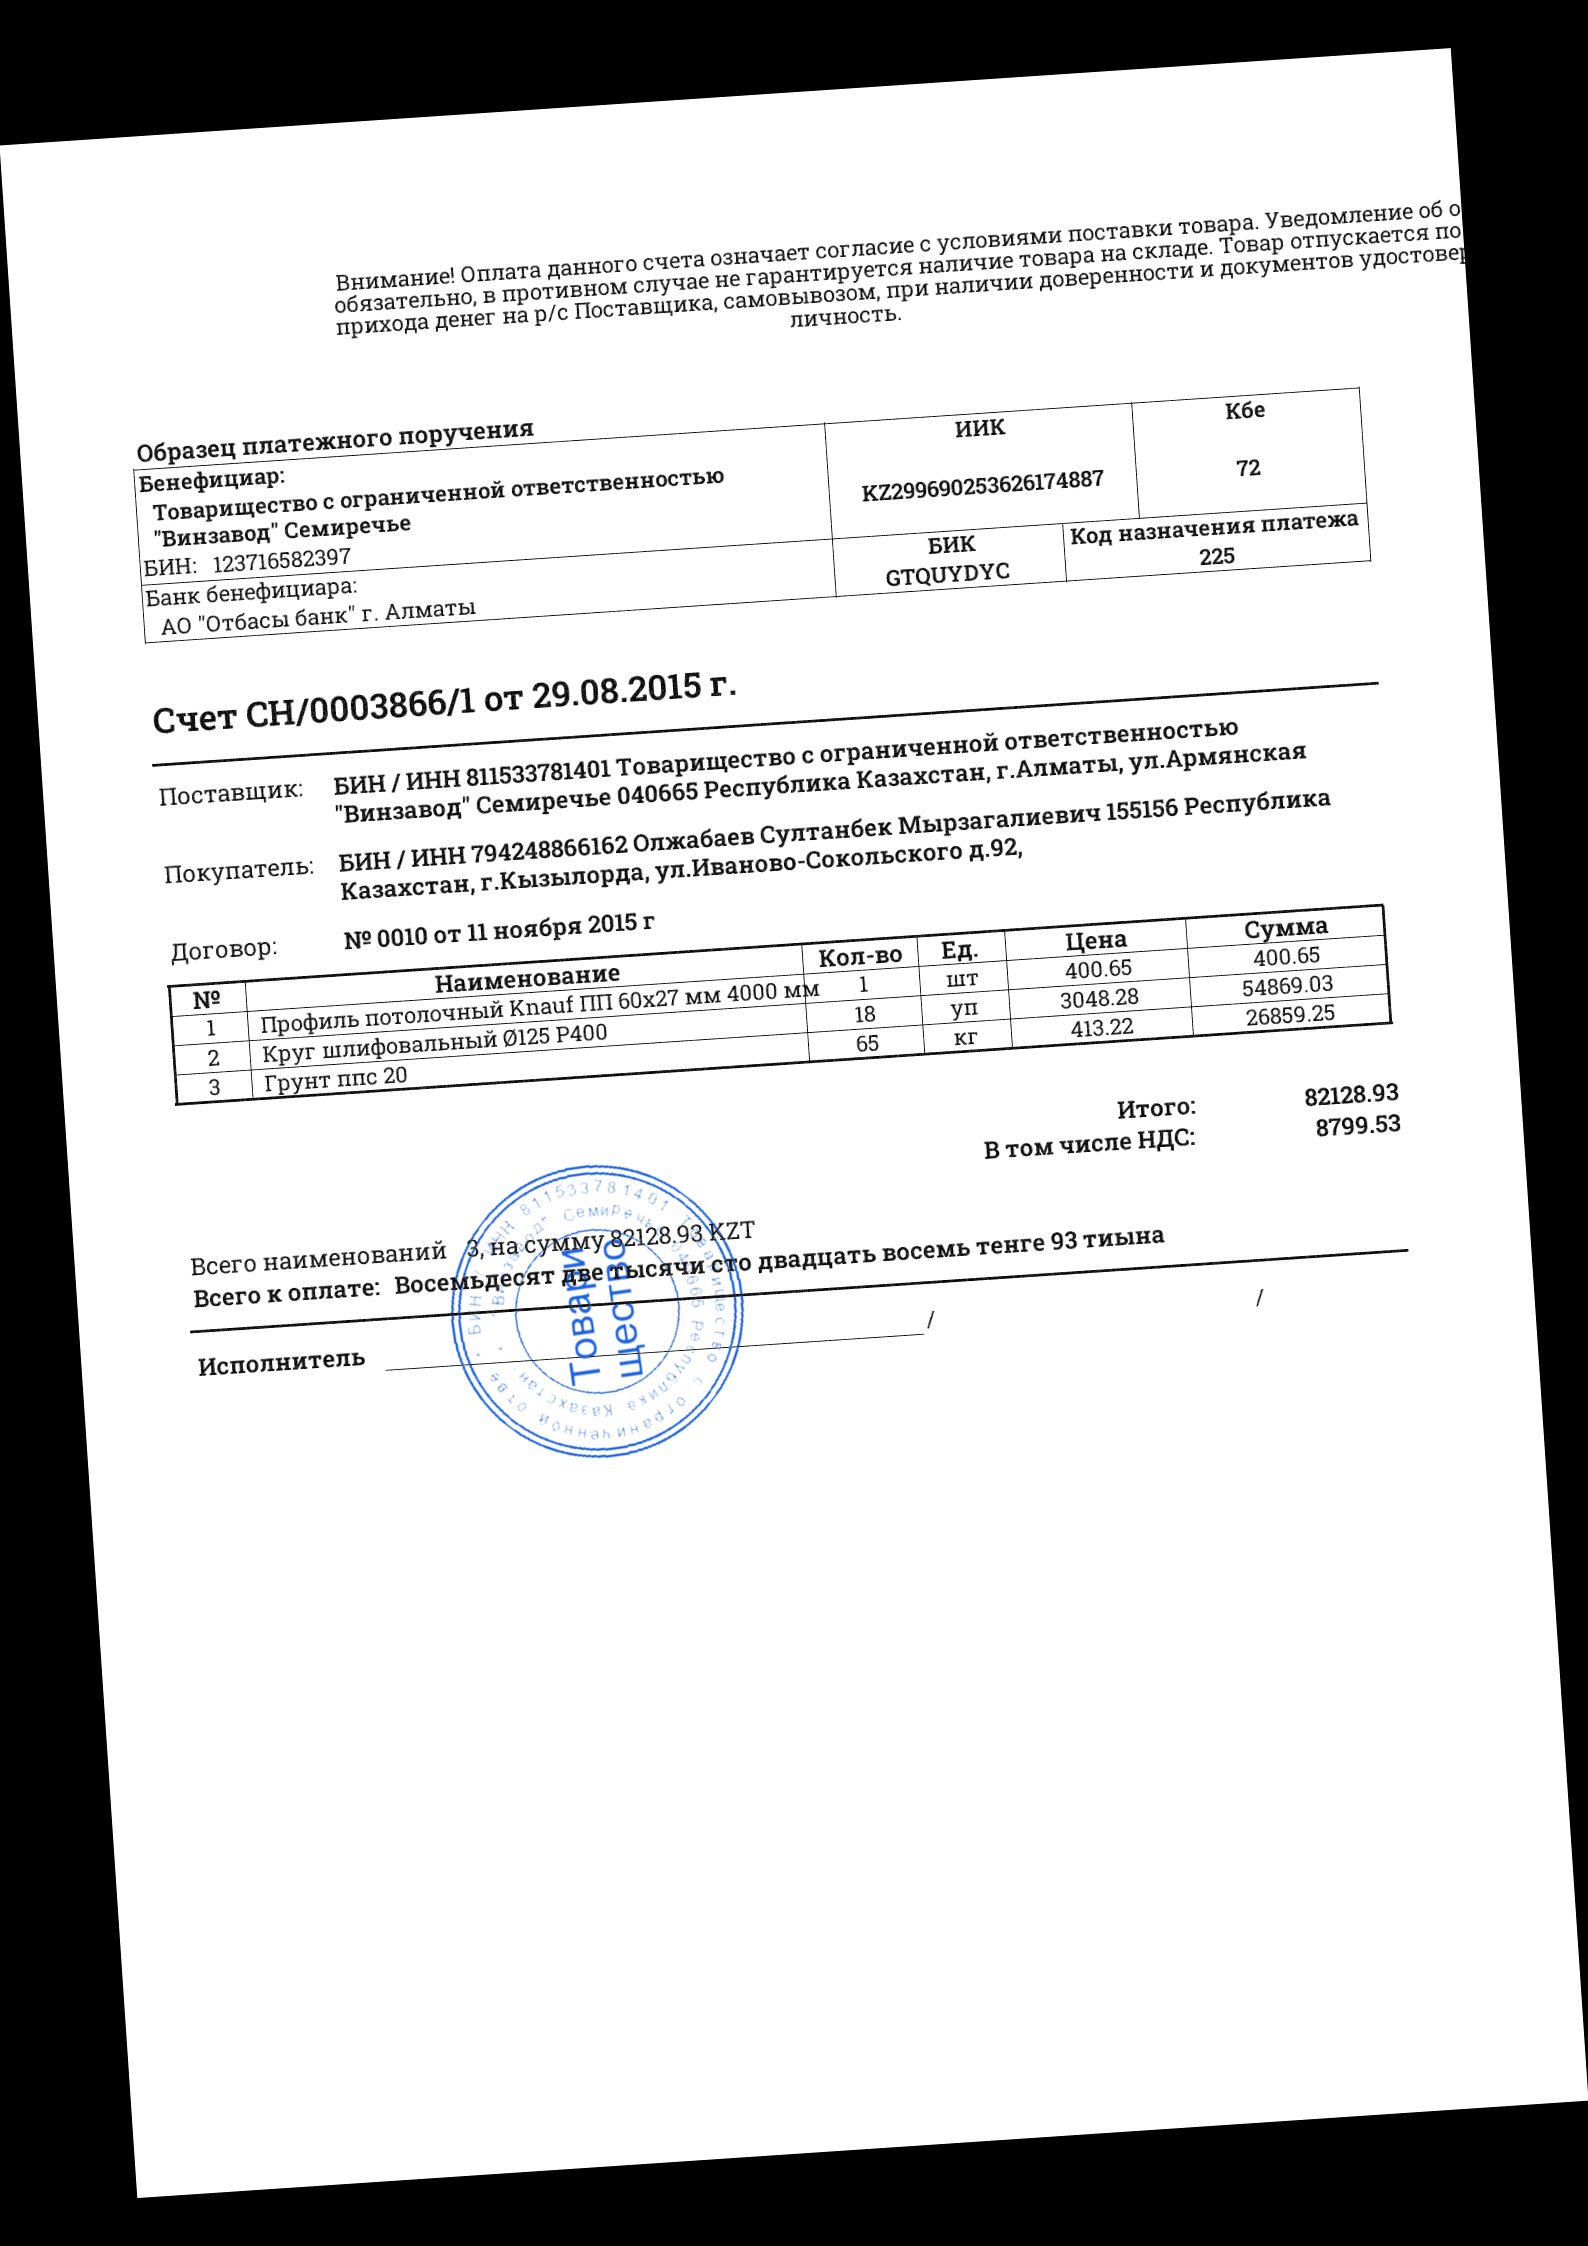 Внимание! Оплата данного счета означает согласие с условиями поставки товара. Уведомление об
обязательно, в противном случае не гарантируется наличие товара на складе. Товар отпускается по
прихода денег на р/с Поставщика, самовывозом, при наличии доверенности и документов
личность.
Образец платежного поручения
Бенефициар: ИИК Кбе
Товарищество с ограниченной ответственностью
"Винзавод" Семиречье KZ299690253626174887 72
БИН: 123716582397
Банк бенефициара: БИК Код назначения платежа
АО "Отбасы банк" г. Алматы GTQUYDYC 225
Счет СН/0003866/1 от 29.08.2015 г.
Поставщик: БИН / ИНН 811533781401 Товарищество с ограниченной ответственностью
"Винзавод" Семиречье 040665 Республика Казахстан, г.Алматы, ул.Армянская
Покупатель: БИН / ИНН 794248866162 Олжабаев Султанбек Мырзагалиевич 155156 Республика
Казахстан, г.Кызылорда, ул.Иваново-Сокольского д.92,
Договор: № 0010 от 11 ноября 2015 г
№ Наименование Кол-во Ед. Цена Сумма
1 Профиль потолочный Knauf ПП 60х27 мм 4000 мм 1 шт 400.65 400.65
2 Круг шлифовальный Ø125 Р400 18 уп 3048.28 54869.03
3 Грунт ппс 20 65 кг 413.22 26859.25
Итого: 82128.93
В том числе НДС: 8799.53
Всего наименований 3, на сумму 82128.93 KZT
Всего к оплате: Восемьдесят две тысячи сто двадцать восемь тенге 93 тиына
Исполнитель / /
БИН / ИНН 811533781401 Товарищество с ограниченной отве
"Винзавод" Семиречье 040665 Республика Казахстан,
Товари
щество